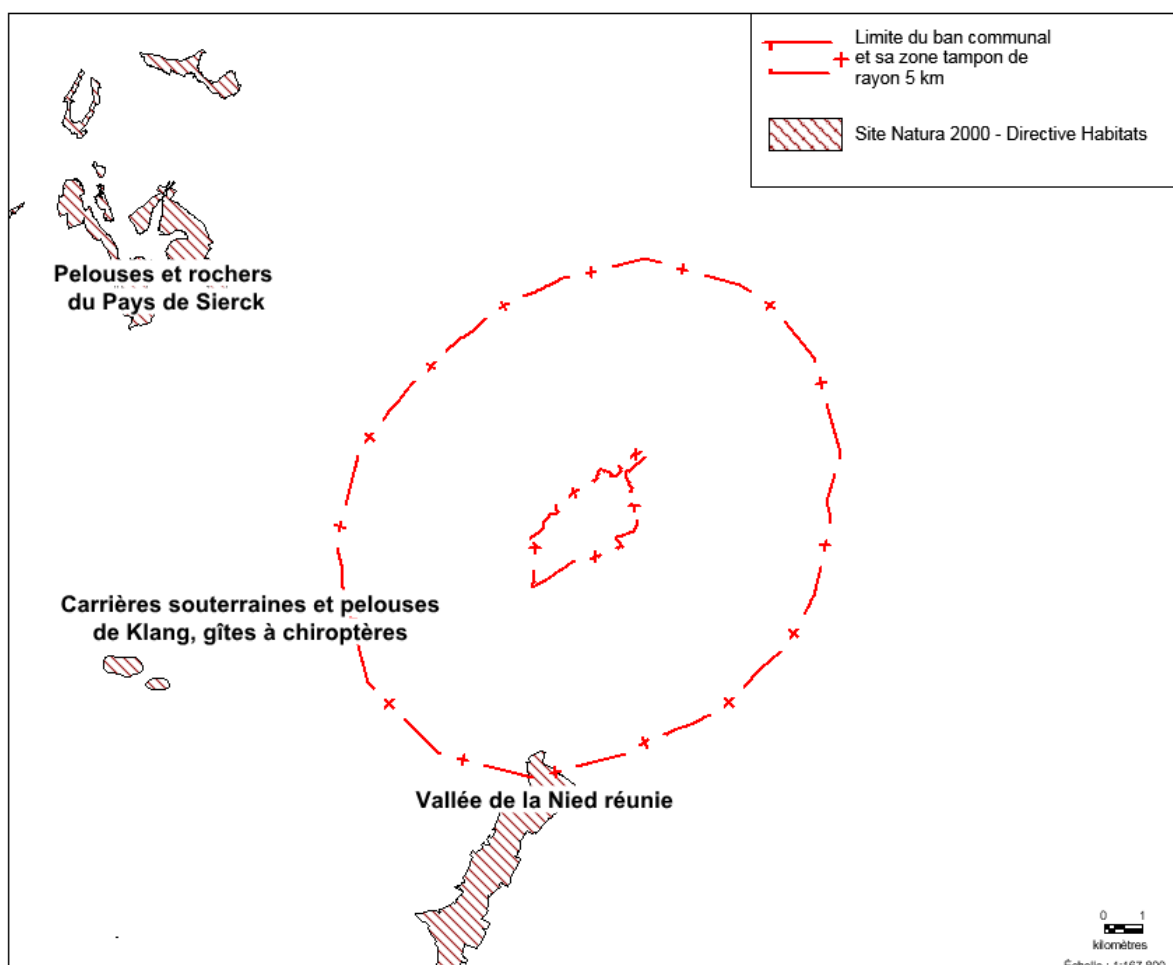 Limite du ban communal
et sa zone tampon de
rayon 5 km
Site Natura 2000 - Directive Habitats
Pelouses et rochers
du Pays de Sierck
Carrières souterraines et pelouses
de Klang, gîtes à chiroptères
Vallée de la Nied réunie
0 1
kilomètres